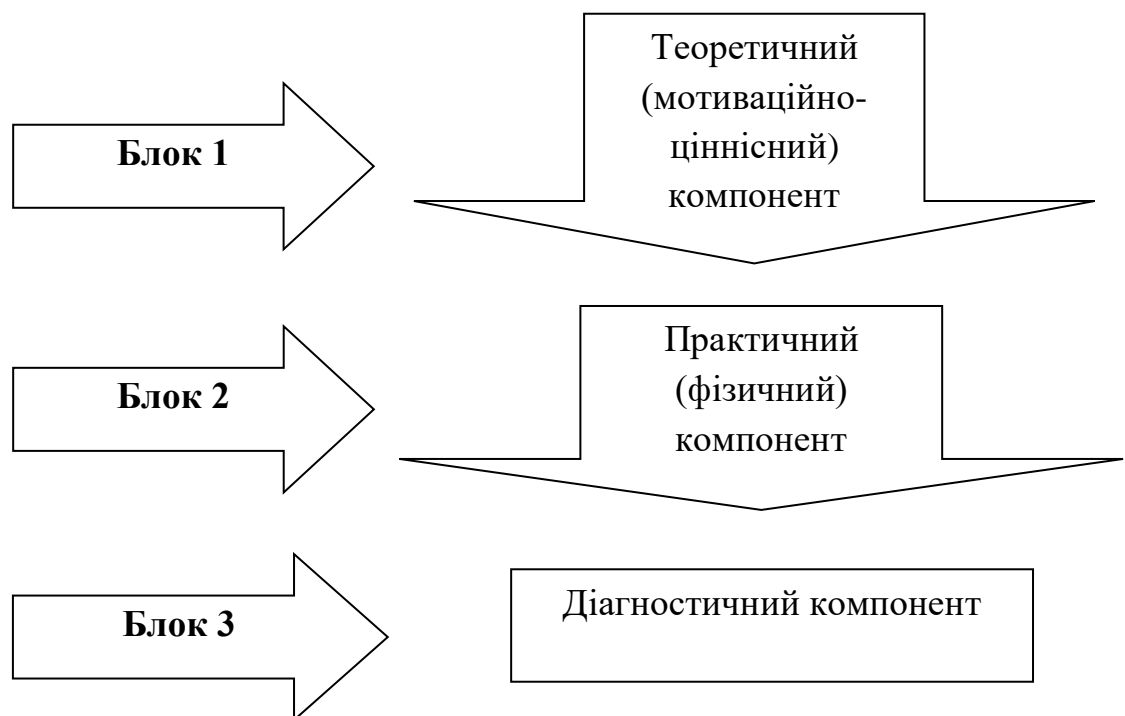 Блок 1
Теоретичний
(мотиваційно-
ціннісний)
компонент
Блок 2
Практичний
(фізичний)
компонент
Блок 3
Діагностичний компонент